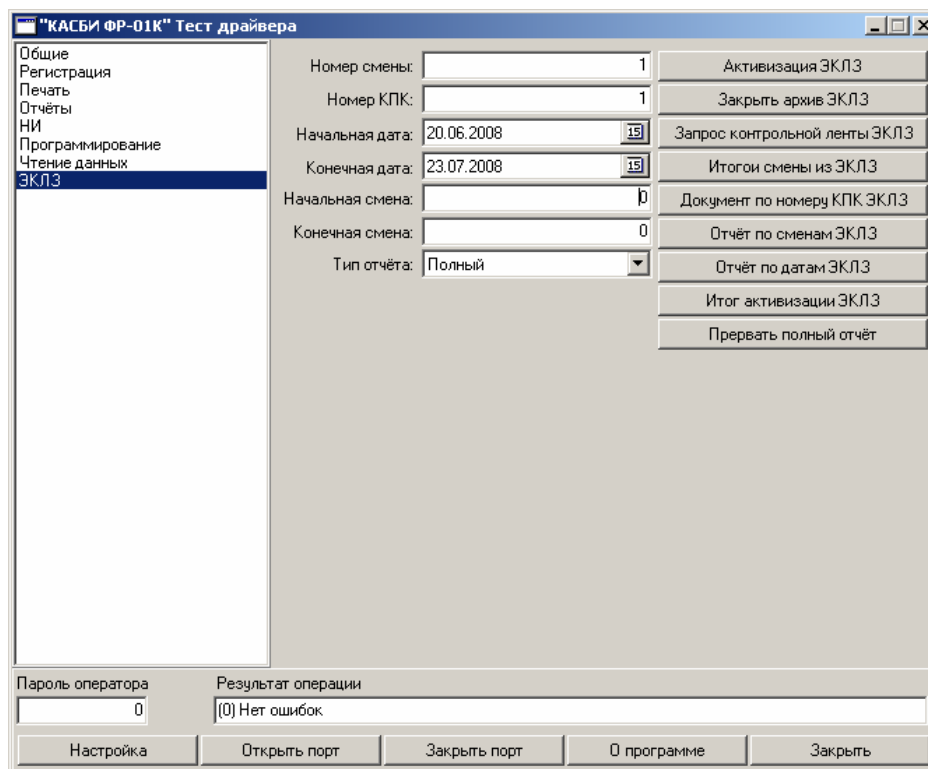 "КАСБИ ФР-01К" Тест драйвера
Общие
Регистрация
Печать
Отчёты
НИ
Программирование
Чтение данных
ЭКЛЗ
Номер смены: 1
Номер КПК: 1
Начальная дата: 20.06.2008 15
Конечная дата: 23.07.2008 15
Начальная смена: 0
Конечная смена: 0
Тип отчёта: Полный
Активизация ЭКЛЗ
Закрыть архив ЭКЛЗ
Запрос контрольной ленты ЭКЛЗ
Итогои смены из ЭКЛЗ
Документ по номеру КПК ЭКЛЗ
Отчёт по сменам ЭКЛЗ
Отчёт по датам ЭКЛЗ
Итог активизации ЭКЛЗ
Прервать полный отчёт
Пароль оператора Результат операции
0 (0) Нет ошибок
Настройка Открыть порт Закрыть порт О программе Закрыть